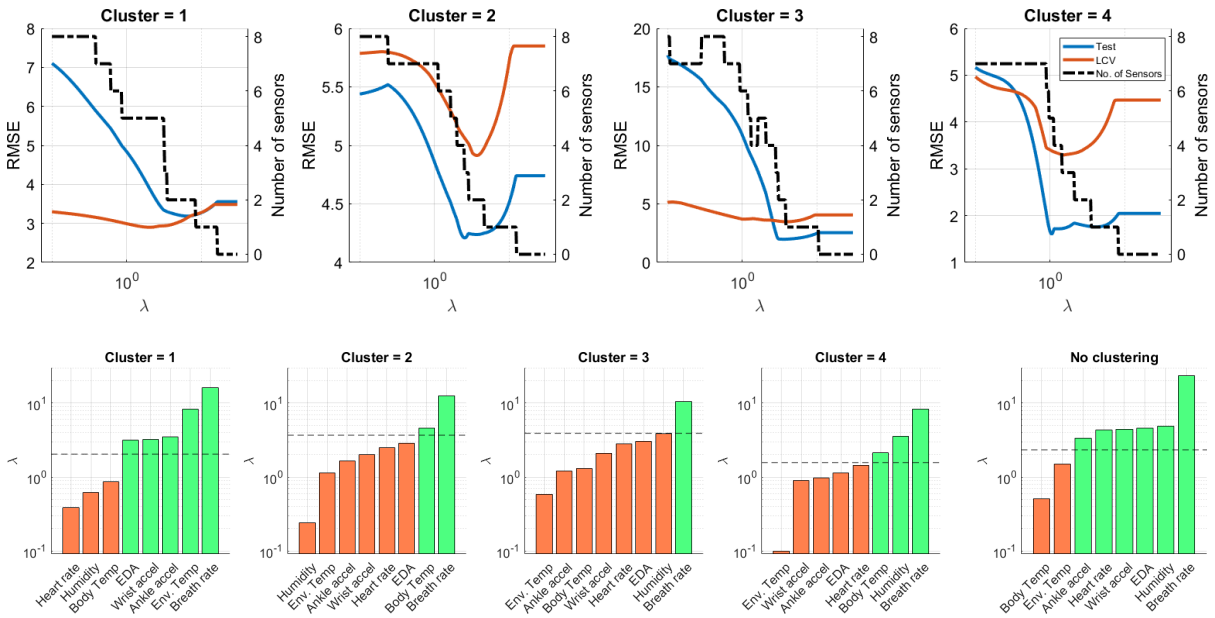 Cluster = 1
8
7
6
5
4
3
2
RMSE
8
6
4
2
0
Number of sensors
10^0
λ
Cluster = 2
6
5.5
5
4.5
4
RMSE
8
6
4
2
0
Number of sensors
10^0
λ
Cluster = 3
20
15
10
5
0
RMSE
8
6
4
2
0
Number of sensors
10^0
λ
Cluster = 4
6
5
4
3
2
1
RMSE
Test
LCV
No. of Sensors
8
6
4
2
0
Number of sensors
10^0
λ
Cluster = 1
10^1
10^0
10^-1
λ
Heart rate
Humidity
Body Temp
EDA
Wrist accel
Ankle accel
Env. Temp
Breath rate
Cluster = 2
10^1
10^0
10^-1
λ
Humidity
Env. Temp
Ankle accel
Wrist accel
Heart rate
EDA
Body Temp
Breath rate
Cluster = 3
10^1
10^0
10^-1
λ
Env. Temp
Ankle accel
Body Temp
Wrist accel
Heart rate
EDA
Humidity
Breath rate
Cluster = 4
10^1
10^0
10^-1
λ
Env. Temp
Wrist accel
Ankle accel
EDA
Heart rate
Body Temp
Humidity
Breath rate
No clustering
10^1
10^0
10^-1
λ
Body Temp
Env. Temp
Ankle accel
Heart rate
Wrist accel
EDA
Humidity
Breath rate